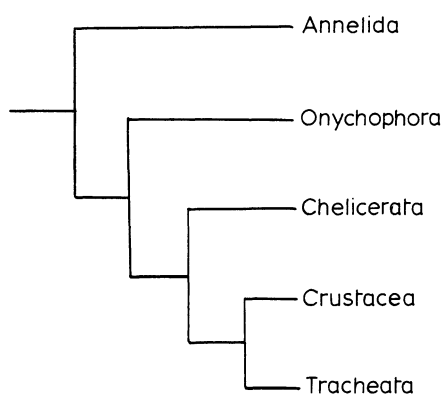 Annelida
Onychophora
Chelicerata
Crustacea
Tracheata